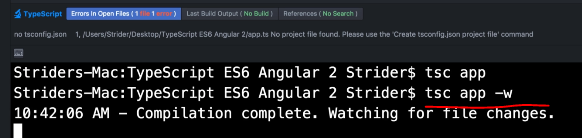 TypeScript Errors In Open Files ( 1 file 1 error ) Last Build Output ( No Build ) References ( No Search )
no tsconfig.json 1, /Users/Strider/Desktop/TypeScript ES6 Angular 2/app.ts No project file found. Please use the 'Create tsconfig.json project file' command
Striders-Mac:TypeScript ES6 Angular 2 Strider$ tsc app
Striders-Mac:TypeScript ES6 Angular 2 Strider$ tsc app -w
10:42:06 AM - Compilation complete. Watching for file changes.